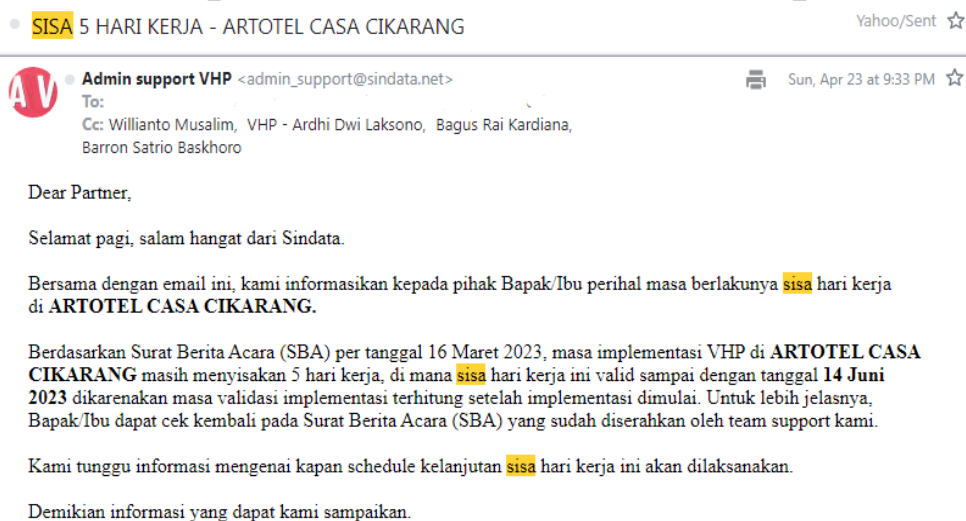 SISA 5 HARI KERJA - ARTOTEL CASA CIKARANG
Yahoo/Sent
AV
Admin support VHP <admin_support@sindata.net>
Sun, Apr 23 at 9:33 PM
To:
Cc: Willianto Musalim, VHP - Ardhi Dwi Laksono, Bagus Rai Kardiana,
Barron Satrio Baskhoro
Dear Partner,
Selamat pagi, salam hangat dari Sindata.
Bersama dengan email ini, kami informasikan kepada pihak Bapak/Ibu perihal masa berlakunya sisa hari kerja
di ARTOTEL CASA CIKARANG.
Berdasarkan Surat Berita Acara (SBA) per tanggal 16 Maret 2023, masa implementasi VHP di ARTOTEL CASA
CIKARANG masih menyisakan 5 hari kerja, di mana sisa hari kerja ini valid sampai dengan tanggal 14 Juni
2023 dikarenakan masa validasi implementasi terhitung setelah implementasi dimulai. Untuk lebih jelasnya,
Bapak/Ibu dapat cek kembali pada Surat Berita Acara (SBA) yang sudah diserahkan oleh team support kami.
Kami tunggu informasi mengenai kapan schedule kelanjutan sisa hari kerja ini akan dilaksanakan.
Demikian informasi yang dapat kami sampaikan.